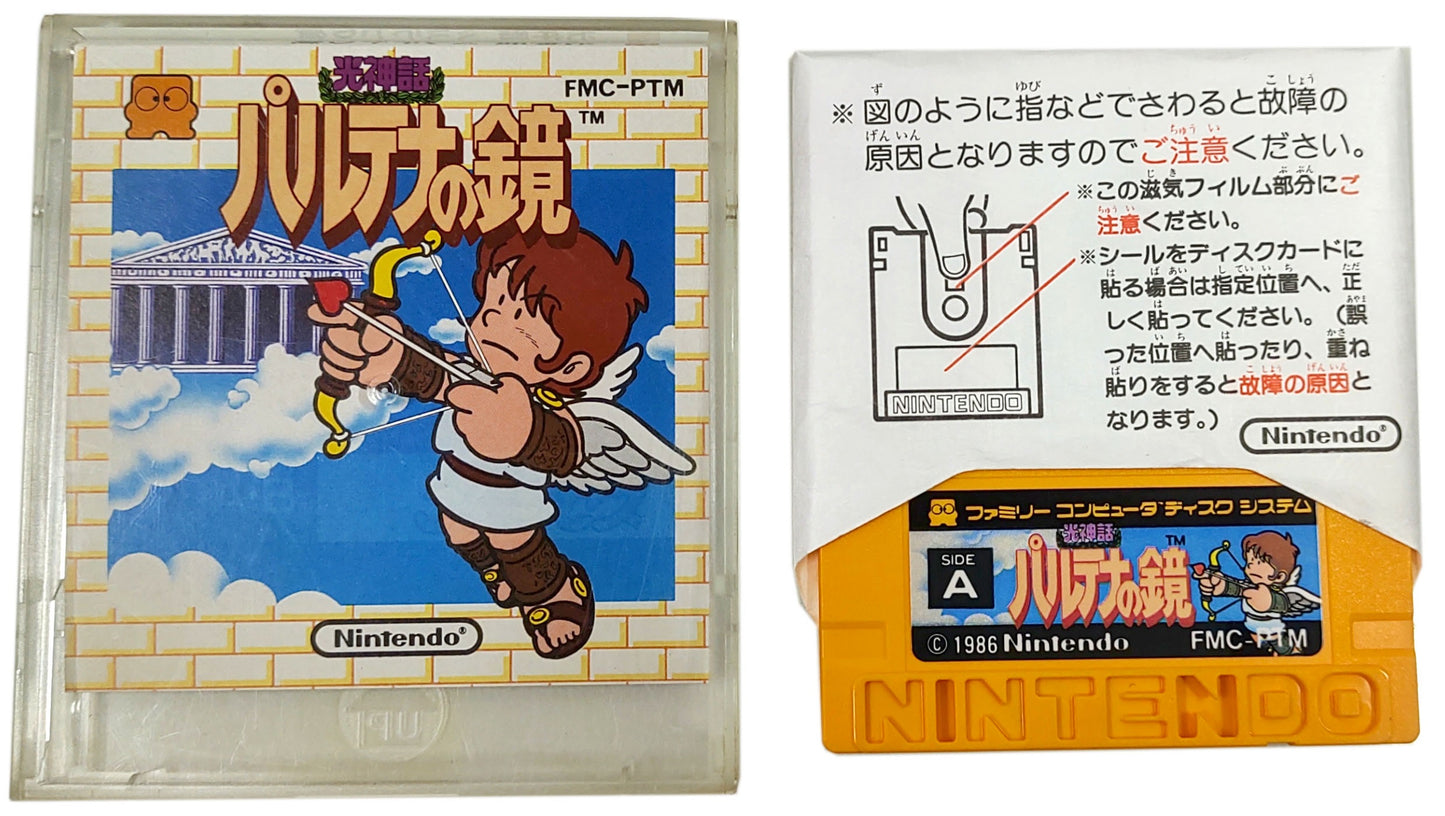 光神話
FMC-PTM
パルテナの鏡™
Nintendo®
UPT
※図のように指などでさわると故障の
原因となりますのでご注意ください。
※この滋気フィルム部分にご
注意ください。
※シールをディスクカードに
貼る場合は指定位置へ、正
しく貼ってください。(誤
った位置へ貼ったり、重ね
貼りをすると故障の原因と
なります。)
NINTENDO
Nintendo®
ファミリー コンピュータ ディスク システム
光神話
SIDE
A
パルテナの鏡™
© 1986 Nintendo
FMC-PTM
NINTENDO